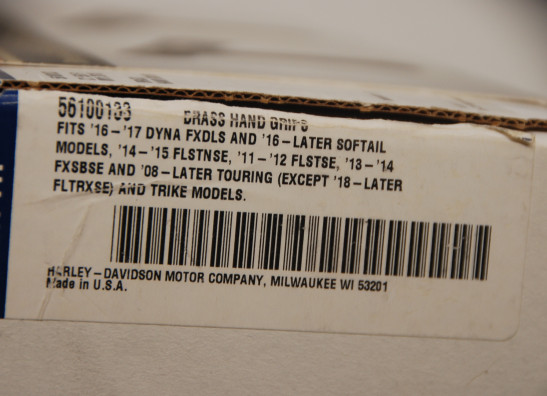 56100133 BRASS HAND GRIPS
FITS '16-'17 DYNA FXDLS AND '16-LATER SOFTAIL
MODELS, '14-'15 FLSTNSE, '11-'12 FLSTSE, '13-'14
FXSBSE AND '08-LATER TOURING (EXCEPT '18-LATER
FLTRXSE) AND TRIKE MODELS.
HARLEY-DAVIDSON MOTOR COMPANY, MILWAUKEE WI 53201
Made in U.S.A.